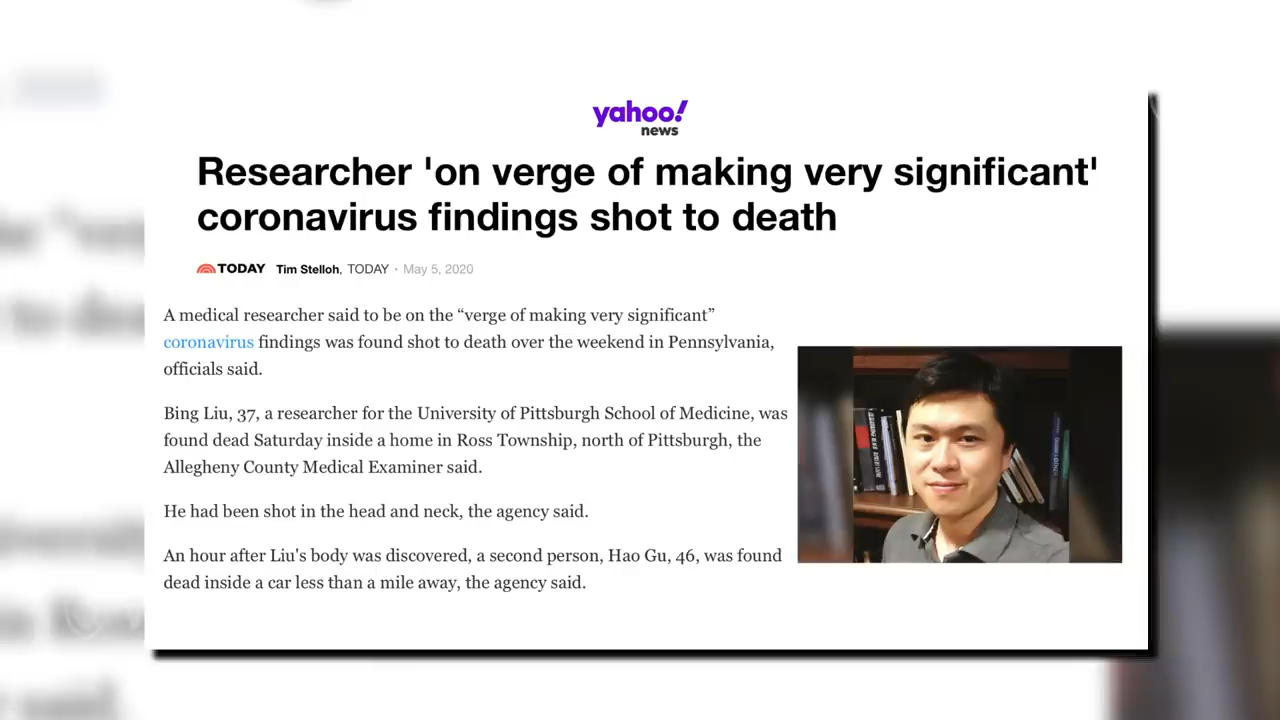 yahoo!
news
Researcher 'on verge of making very significant'
coronavirus findings shot to death
TODAY Tim Stelloh, TODAY · May 5, 2020
A medical researcher said to be on the “verge of making very significant”
coronavirus findings was found shot to death over the weekend in Pennsylvania,
officials said.
Bing Liu, 37, a researcher for the University of Pittsburgh School of Medicine, was
found dead Saturday inside a home in Ross Township, north of Pittsburgh, the
Allegheny County Medical Examiner said.
He had been shot in the head and neck, the agency said.
An hour after Liu's body was discovered, a second person, Hao Gu, 46, was found
dead inside a car less than a mile away, the agency said.